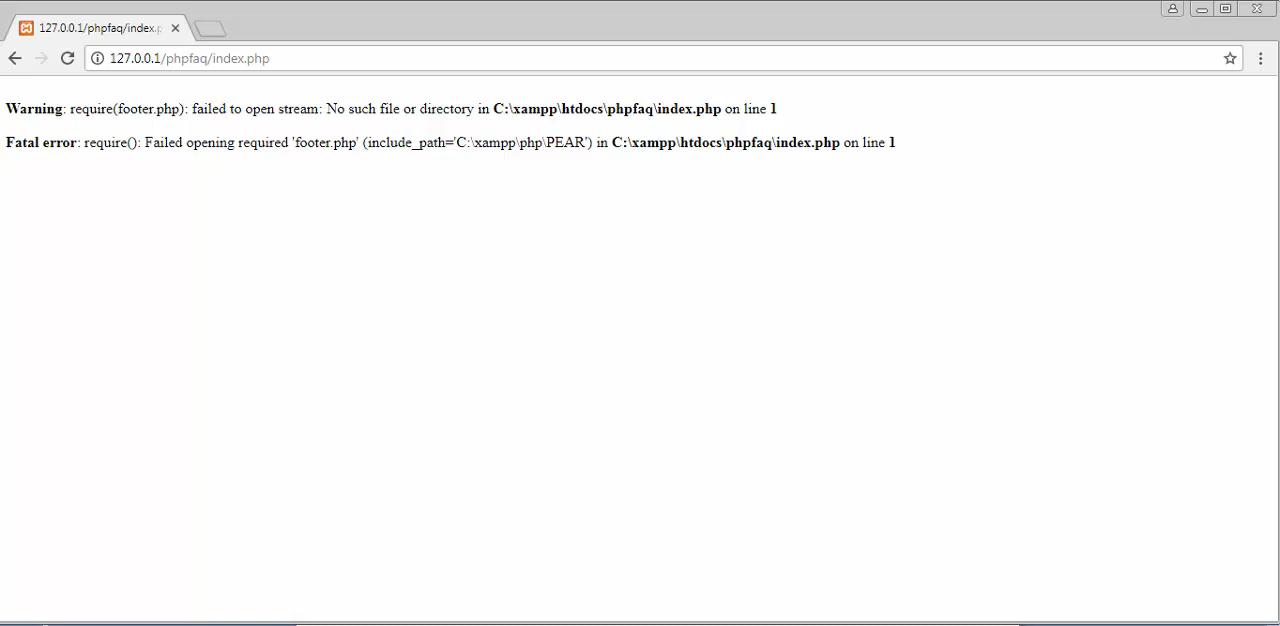 127.0.0.1/phpfaq/index.p
127.0.0.1/phpfaq/index.php
Warning: require(footer.php): failed to open stream: No such file or directory in C:\xampp\htdocs\phpfaq\index.php on line 1
Fatal error: require(): Failed opening required 'footer.php' (include_path='C:\xampp\php\PEAR') in C:\xampp\htdocs\phpfaq\index.php on line 1